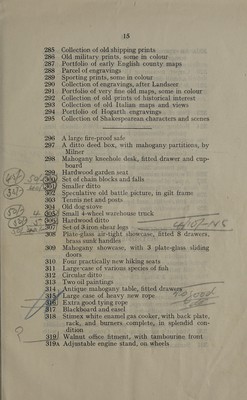 15
285 Collection of old shipping prints
286 Old military prints, some in colour
287 Portfolio of early English county maps
288 Parcel of engravings
289 Sporting prints, some in colour
290 Collection of engravings, after Landseer
291 Portfolio of very fine old maps, some in colour
292 Collection of old prints of historical interest
293 Collection of old Italian maps and views
294 Portfolio of Hogarth engravings
295 Collection of Shakespearean characters and scenes
296 A large fire-proof safe
297 A ditto deed box, with mahogany partitions, by
Milner
298 Mahogany kneehole desk, fitted drawer and cup-
board
299 Hardwood garden seat
300 Set of chain blocks and falls
301 Smaller ditto
302 Speculative old battle picture, in gilt frame
303 Tennis net and posts
304 Old dog stove
305 Small 4-wheel warehouse truck
306 Hardwood ditto
307 Set of 3 iron shear legs
308 Plate-glass air-tight showcase, fitted 8 drawers,
brass sunk handles
309 Mahogany showcase, with 3 plate-glass sliding
doors
310 Four practically new hiking seats
311 Large case of various species of fish
312 Circular ditto
313 Two oil paintings
314 Antique mahogany table, fitted drawers
315 Large ease of heavy new rope
316 Extra good tying rope
317 Blackboard and easel
318 Stimex white enamel gas cooker, with back plate,
rack, and burners complete, in splendid con-
dition
? 319 Walnut office fitment, with tambourine front
319a Adjustable engine stand, on wheels